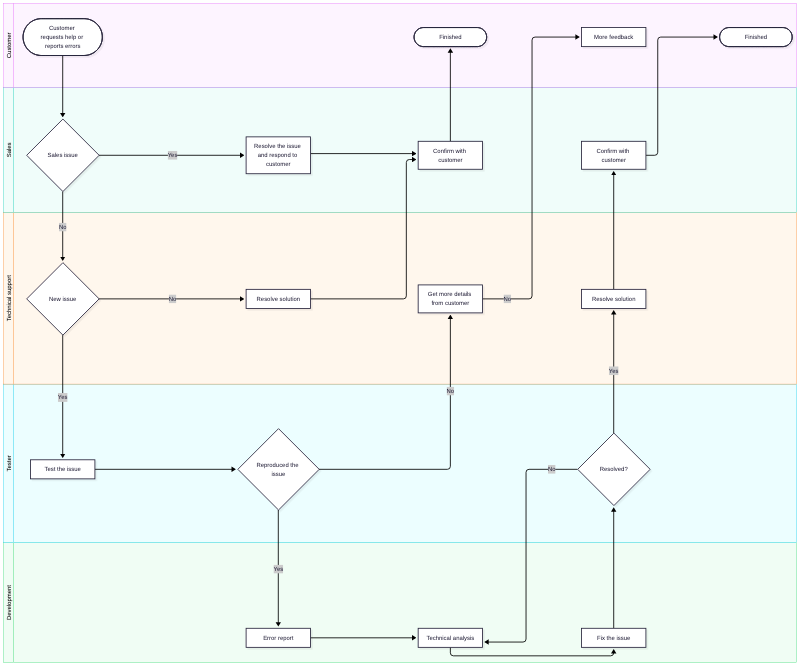 Customer
Customer
requests help or
reports errors
Finished
More feedback
Finished
Sales
Sales issue
Yes
Resolve the issue
and respond to
customer
Confirm with
customer
Confirm with
customer
No
Technical support
New issue
No
Resolve solution
Get more details
from customer
No
Resolve solution
Yes
No
Yes
Tester
Test the issue
Reproduced the
issue
No
Resolved?
Yes
Development
Error report
Technical analysis
Fix the issue